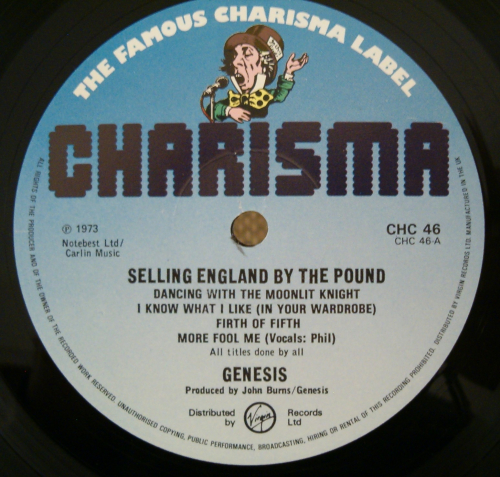 THE FAMOUS CHARISMA LABEL
CHARISMA
℗ 1973
Notebest Ltd/
Carlin Music
CHC 46
CHC 46-A
SELLING ENGLAND BY THE POUND
DANCING WITH THE MOONLIT KNIGHT
I KNOW WHAT I LIKE (IN YOUR WARDROBE)
FIRTH OF FIFTH
MORE FOOL ME (Vocals: Phil)
All titles done by all
GENESIS
Produced by John Burns/Genesis
Distributed by Virgin Records Ltd
ALL RIGHTS OF THE PRODUCER AND OF THE OWNER OF THE RECORDED WORK RESERVED. UNAUTHORISED COPYING, PUBLIC PERFORMANCE, BROADCASTING, HIRING OR RENTAL OF THIS RECORDING PROHIBITED. DISTRIBUTED BY VIRGIN RECORDS LTD. MANUFACTURED IN THE UK